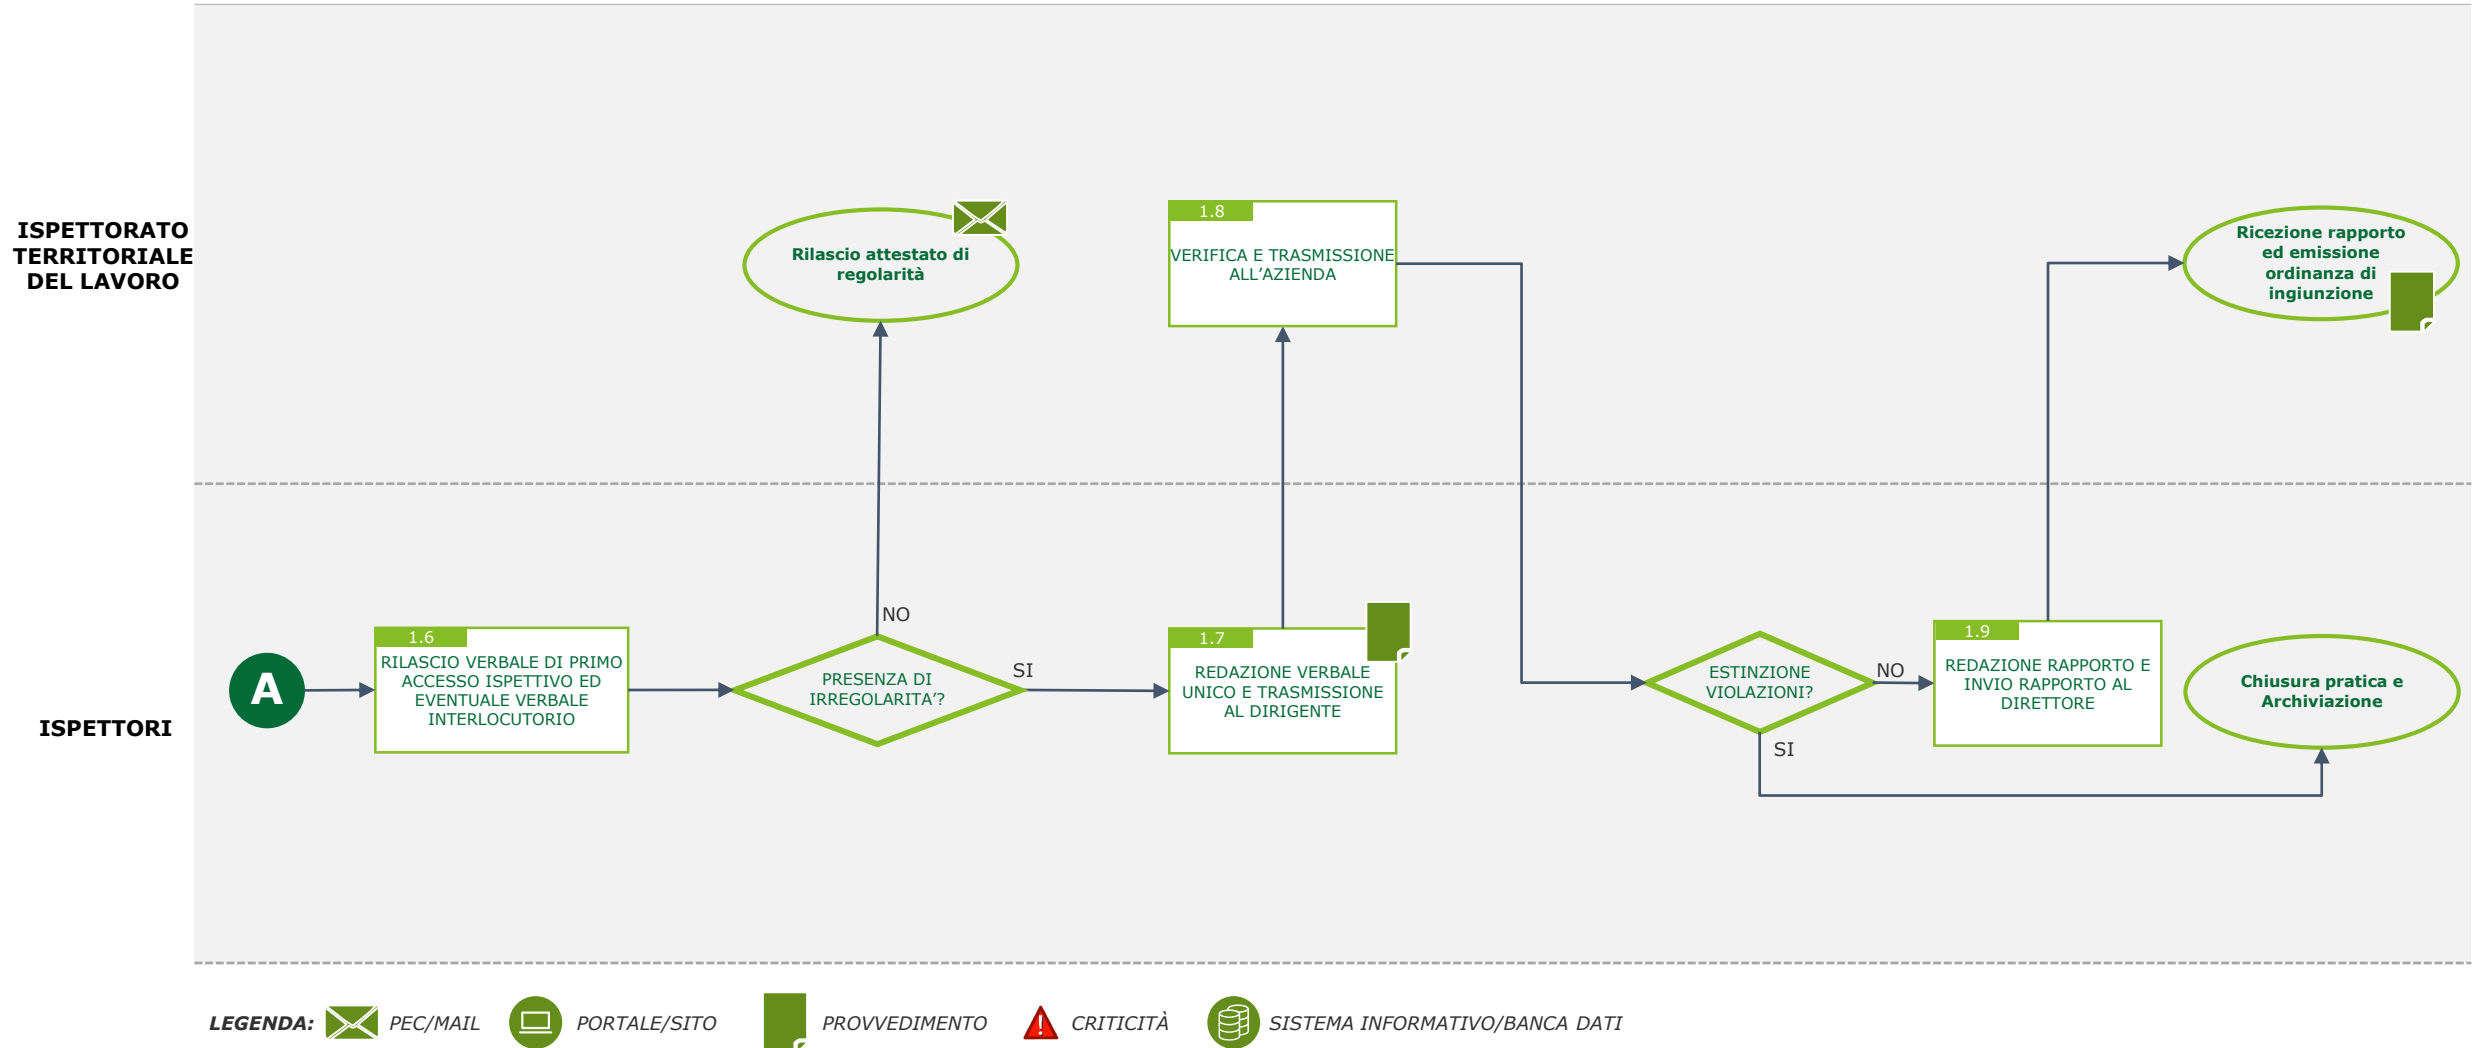 ISPETTORATO
TERRITORIALE
DEL LAVORO
Rilascio attestato di
regolarità
1.8
VERIFICA E TRASMISSIONE
ALL’AZIENDA
Ricezione rapporto
ed emissione
ordinanza di
ingiunzione
ISPETTORI
A
1.6
RILASCIO VERBALE DI PRIMO
ACCESSO ISPETTIVO ED
EVENTUALE VERBALE
INTERLOCUTORIO
PRESENZA DI
IRREGOLARITA’?
NO
SI
1.7
REDAZIONE VERBALE
UNICO E TRASMISSIONE
AL DIRIGENTE
ESTINZIONE
VIOLAZIONI?
NO
SI
1.9
REDAZIONE RAPPORTO E
INVIO RAPPORTO AL
DIRETTORE
Chiusura pratica e
Archiviazione
LEGENDA:
PEC/MAIL
PORTALE/SITO
PROVVEDIMENTO
CRITICITÀ
SISTEMA INFORMATIVO/BANCA DATI